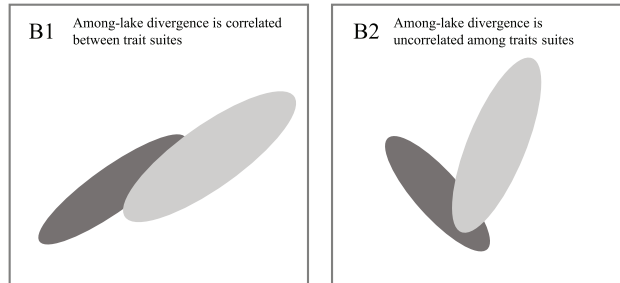 B1 Among-lake divergence is correlated
between trait suites
B2 Among-lake divergence is
uncorrelated among traits suites